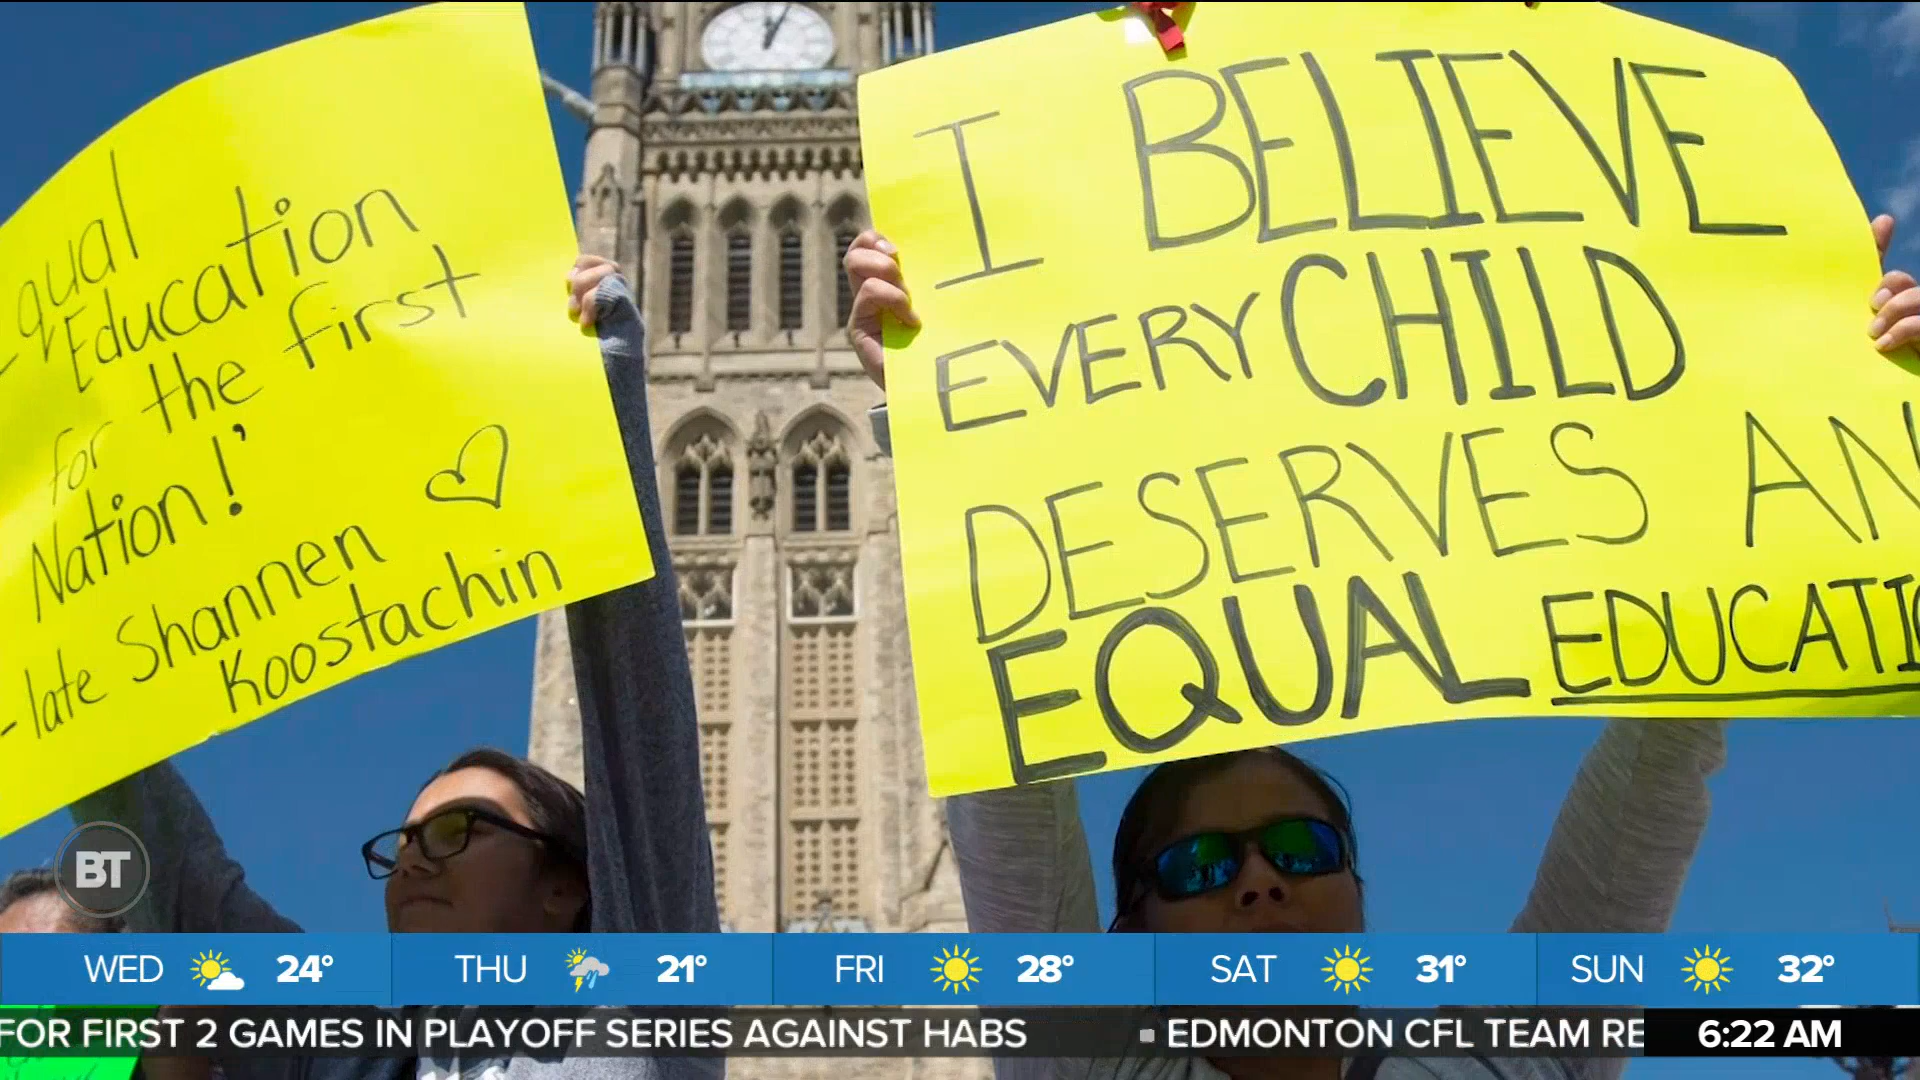 qual
Education
for the first
Nation!'
- late Shannen
Koostachin
I BELIEVE
EVERY CHILD
DESERVES AN
EQUAL EDUCATI
BT
WED 24° THU 21° FRI 28° SAT 31° SUN 32°
FOR FIRST 2 GAMES IN PLAYOFF SERIES AGAINST HABS ▪ EDMONTON CFL TEAM RE 6:22 AM